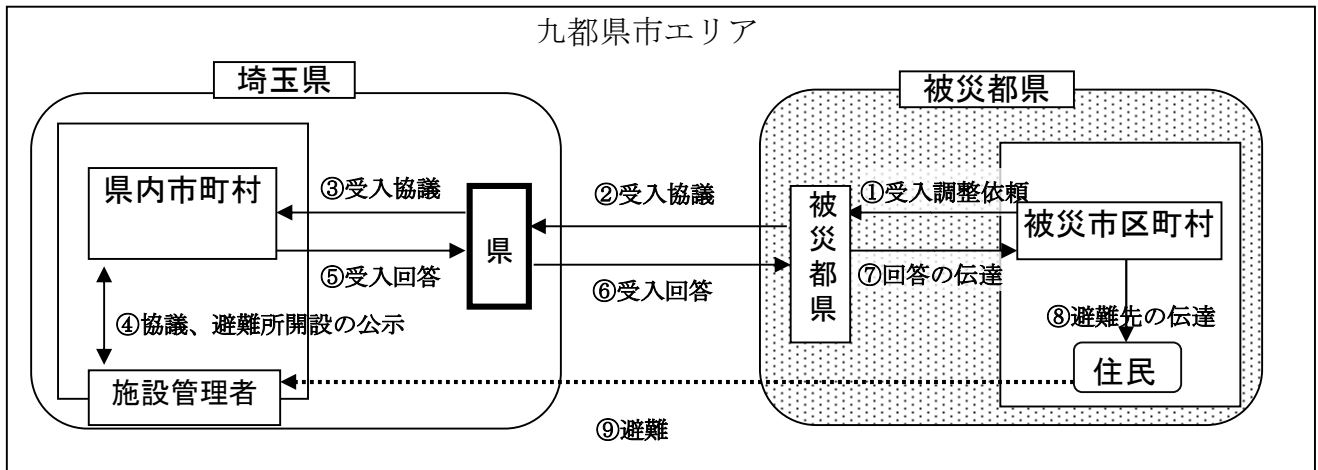 九都県市エリア
埼玉県
被災都県
県内市町村
③受入協議
②受入協議
①受入調整依頼
県
被災都県
被災市区町村
⑤受入回答
⑥受入回答
⑦回答の伝達
④協議、避難所開設の公示
⑧避難先の伝達
施設管理者
住民
⑨避難